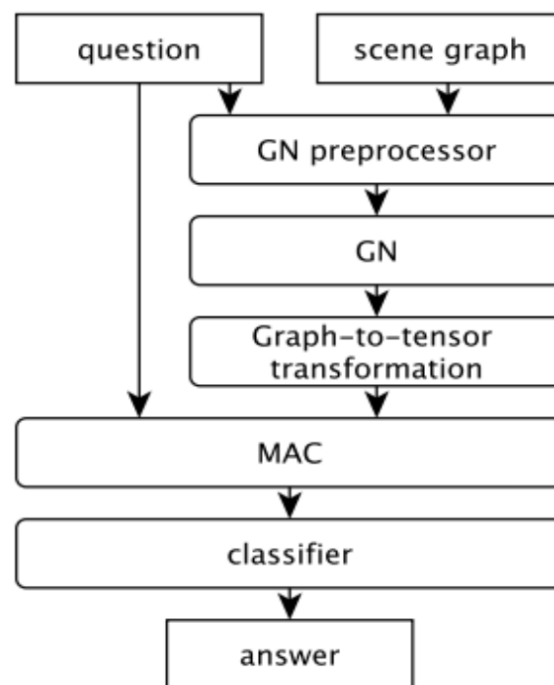 question
scene graph
GN preprocessor
GN
Graph-to-tensor
transformation
MAC
classifier
answer